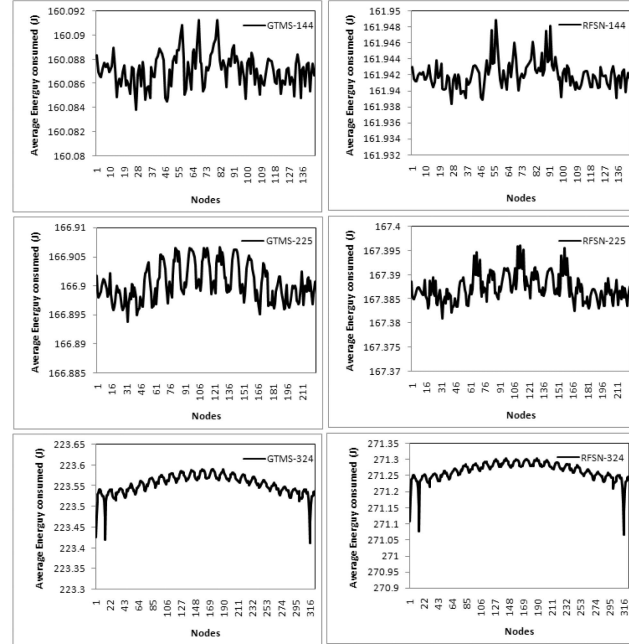 GTMS-144
Average Energuy consumed (J)
160.092
160.09
160.088
160.086
160.084
160.082
160.08
1 10 19 28 37 46 55 64 73 82 91 100 109 118 127 136
Nodes
RFSN-144
Average Energuy consumed (J)
161.95
161.948
161.946
161.944
161.942
161.94
161.938
161.936
161.934
161.932
1 10 19 28 37 46 55 64 73 82 91 100 109 118 127 136
Nodes
GTMS-225
Average Energuy consumed (J)
166.91
166.905
166.9
166.895
166.89
166.885
1 16 31 46 61 76 91 106 121 136 151 166 181 196 211
Nodes
RFSN-225
Average Energuy consumed (J)
167.4
167.395
167.39
167.385
167.38
167.375
167.37
1 16 31 46 61 76 91 106 121 136 151 166 181 196 211
Nodes
GTMS-324
Average Energuy consumed (J)
223.65
223.6
223.55
223.5
223.45
223.4
223.35
223.3
1 22 43 64 85 106 127 148 169 190 211 232 253 274 295 316
Nodes
RFSN-324
Average Energuy consumed (J)
271.35
271.3
271.25
271.2
271.15
271.1
271.05
271
270.95
270.9
1 22 43 64 85 106 127 148 169 190 211 232 253 274 295 316
Nodes